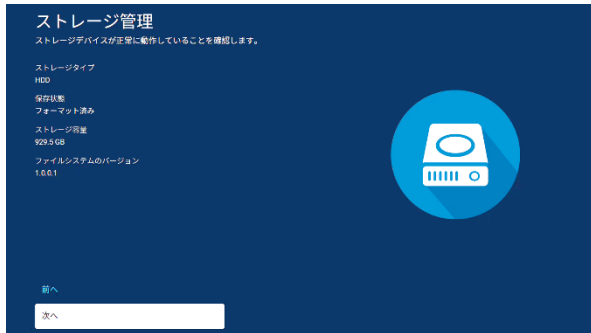 ストレージ管理
ストレージデバイスが正常に動作していることを確認します。
ストレージタイプ
HDD
保存状態
フォーマット済み
ストレージ容量
929.5 GB
ファイルシステムのバージョン
1.0.0.1
前へ
次へ